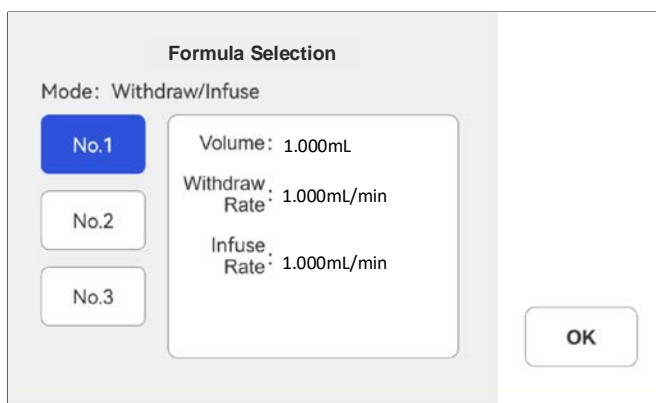 Formula Selection
Mode: Withdraw/Infuse
No.1
No.2
No.3
Volume: 1.000mL
Withdraw Rate: 1.000mL/min
Infuse Rate: 1.000mL/min
OK